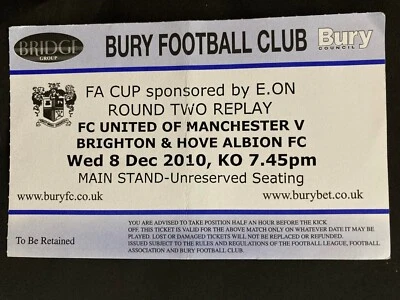 BRIDGE
GROUP
BURY FOOTBALL CLUB
Bury
COUNCIL
FA CUP sponsored by E.ON
ROUND TWO REPLAY
FC UNITED OF MANCHESTER V
BRIGHTON & HOVE ALBION FC
Wed 8 Dec 2010, KO 7.45pm
MAIN STAND-Unreserved Seating
www.buryfc.co.uk
www.burybet.co.uk
To Be Retained
YOU ARE ADVISED TO TAKE POSITION HALF AN HOUR BEFORE THE KICK
OFF. THIS TICKET IS VALID FOR THE ABOVE MATCH ONLY ON WHATEVER DATE IT MAY BE
PLAYED. LOST OR DAMAGED TICKETS WILL NOT BE REPLACED OR REFUNDED.
ISSUED SUBJECT TO THE RULES AND REGULATIONS OF THE FOOTBALL LEAGUE, FOOTBALL
ASSOCIATION AND BURY FOOTBALL CLUB.